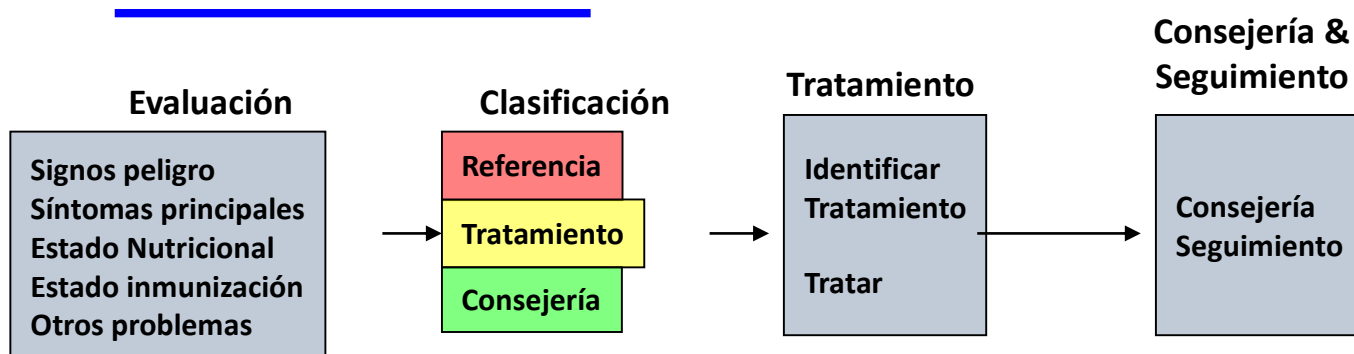 Evaluación
Signos peligro
Síntomas principales
Estado Nutricional
Estado inmunización
Otros problemas
Clasificación
Referencia
Tratamiento
Consejería
Tratamiento
Identificar
Tratamiento
Tratar
Consejería &
Seguimiento
Consejería
Seguimiento